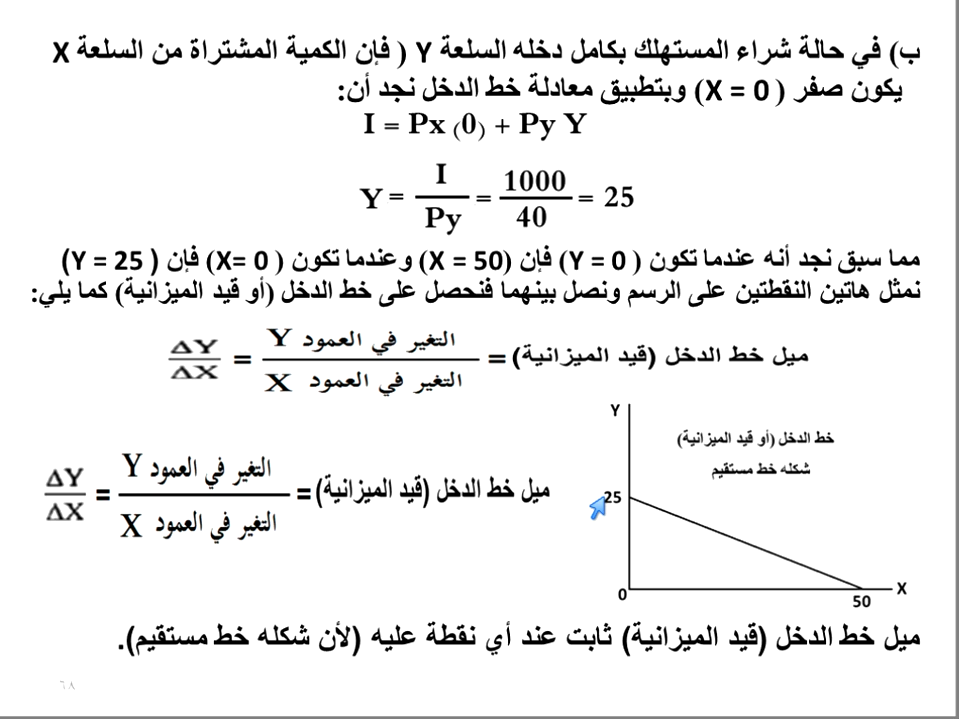 ب) في حالة شراء المستهلك بكامل دخله السلعة Y ( فإن الكمية المشتراة من السلعة X
يكون صفر ( X = 0) وبتطبيق معادلة خط الدخل نجد أن:
I = Px (0) + Py Y
Y = I / Py = 1000 / 40 = 25
مما سبق نجد أنه عندما تكون ( Y = 0) فإن (X = 50) وعندما تكون ( X= 0) فإن ( Y = 25)
نمثل هاتين النقطتين على الرسم ونصل بينهما فنحصل على خط الدخل (أو قيد الميزانية) كما يلي:
ميل خط الدخل (قيد الميزانية) = التغير في العمود Y / التغير في العمود X = ΔY / ΔX
Y
خط الدخل (أو قيد الميزانية)
شكله خط مستقيم
25
0
50
X
ميل خط الدخل (قيد الميزانية) = التغير في العمود Y / التغير في العمود X = ΔY / ΔX
ميل خط الدخل (قيد الميزانية) ثابت عند أي نقطة عليه (لأن شكله خط مستقيم).
٦٨